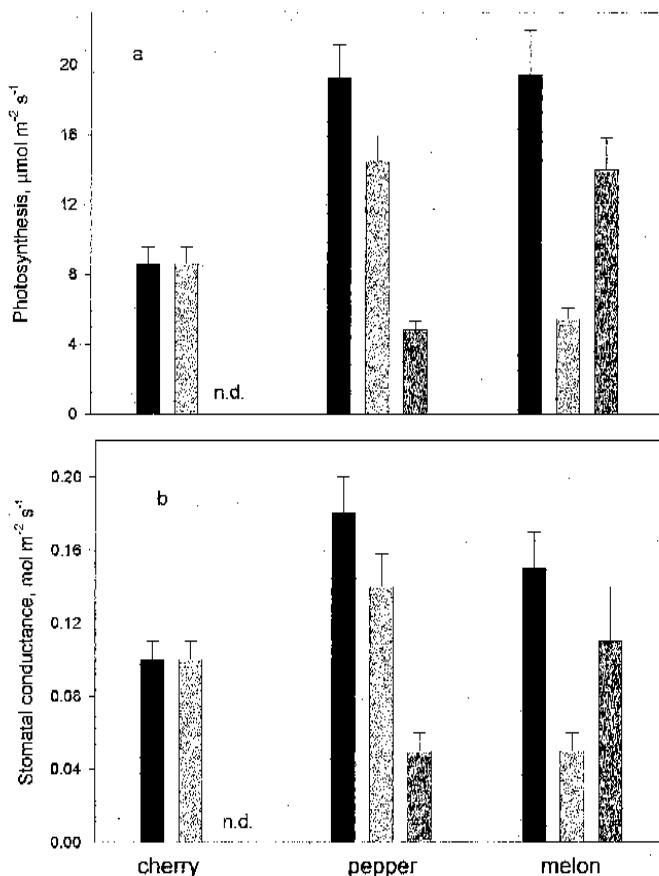 a
Photosynthesis, μmol m⁻² s⁻¹
20
16
12
8
4
0
n.d.
b
Stomatal conductance, mol m⁻² s⁻¹
0.20
0.16
0.12
0.08
0.04
0.00
n.d.
cherry pepper melon